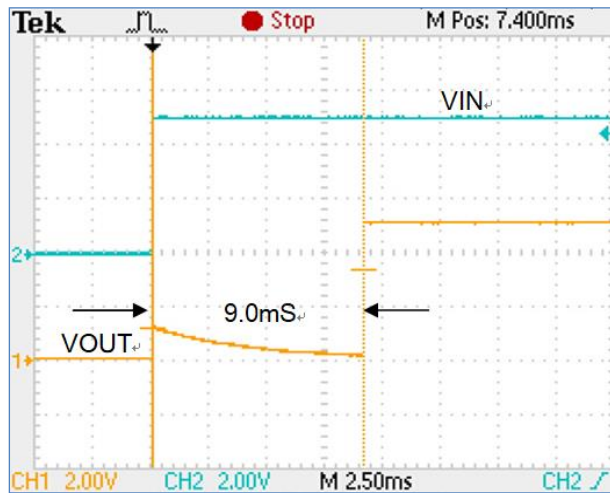 Tek Stop M Pos: 7.400ms
VIN
2
9.0mS
VOUT
1
CH1 2.00V CH2 2.00V M 2.50ms CH2